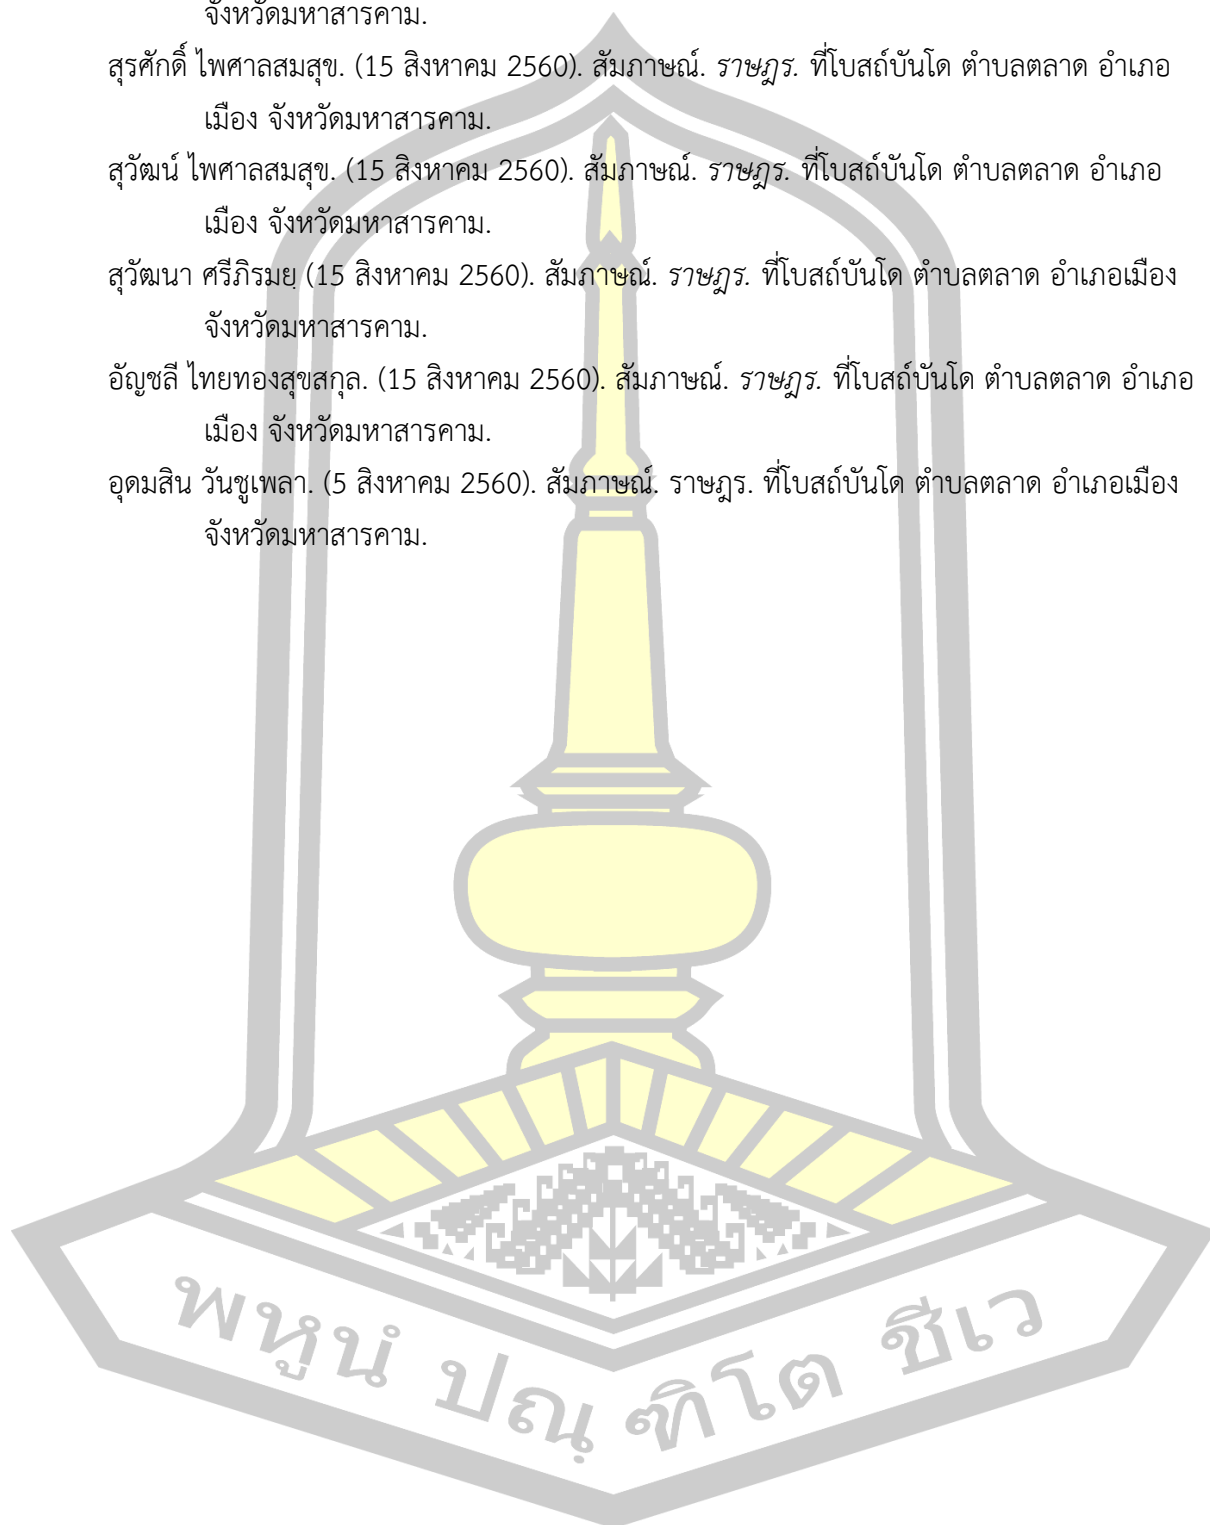 จังหวัดมหาสารคาม.
สุรศักดิ์ ไพศาลสมสุข. (15 สิงหาคม 2560). สัมภาษณ์. ราษฎร. ที่โบสถ์บันโด ตำบลตลาด อำเภอ
เมือง จังหวัดมหาสารคาม.
สุวัฒน์ ไพศาลสมสุข. (15 สิงหาคม 2560). สัมภาษณ์. ราษฎร. ที่โบสถ์บันโด ตำบลตลาด อำเภอ
เมือง จังหวัดมหาสารคาม.
สุวัฒนา ศรีภิรมยฺ (15 สิงหาคม 2560). สัมภาษณ์. ราษฎร. ที่โบสถ์บันโด ตำบลตลาด อำเภอเมือง
จังหวัดมหาสารคาม.
อัญชลี ไทยทองสุขสกุล. (15 สิงหาคม 2560). สัมภาษณ์. ราษฎร. ที่โบสถ์บันโด ตำบลตลาด อำเภอ
เมือง จังหวัดมหาสารคาม.
อุดมสิน วันชูเพลา. (5 สิงหาคม 2560). สัมภาษณ์. ราษฎร. ที่โบสถ์บันโด ตำบลตลาด อำเภอเมือง
จังหวัดมหาสารคาม.
พหูนํ ปณฺ ฑิโต ชีเว